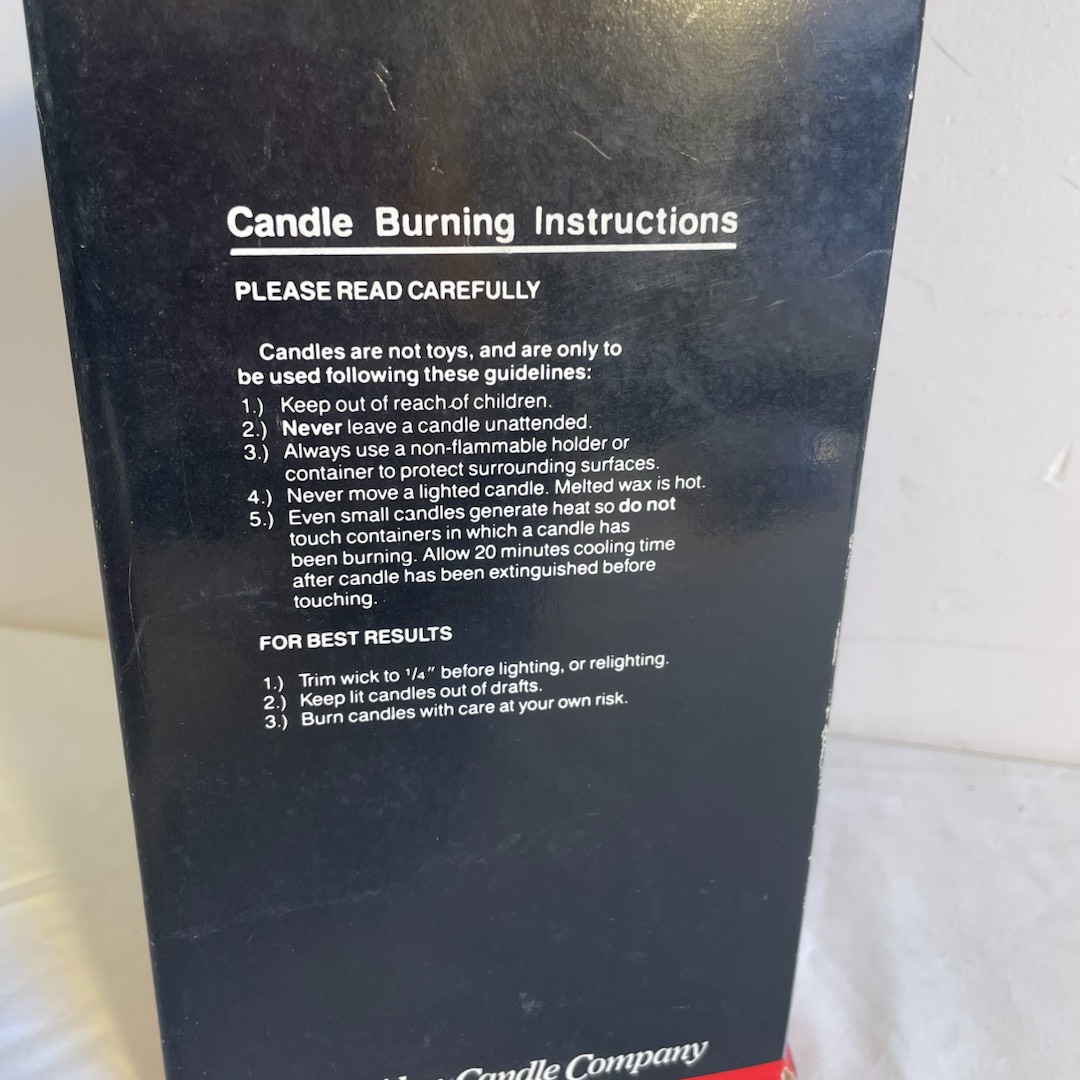 Candle Burning Instructions
PLEASE READ CAREFULLY
Candles are not toys, and are only to
be used following these guidelines:
1.) Keep out of reach of children.
2.) Never leave a candle unattended.
3.) Always use a non-flammable holder or
container to protect surrounding surfaces.
4.) Never move a lighted candle. Melted wax is hot.
5.) Even small candles generate heat so do not
touch containers in which a candle has
been burning. Allow 20 minutes cooling time
after candle has been extinguished before
touching.
FOR BEST RESULTS
1.) Trim wick to 1/4" before lighting, or relighting.
2.) Keep lit candles out of drafts.
3.) Burn candles with care at your own risk.
Candle Company